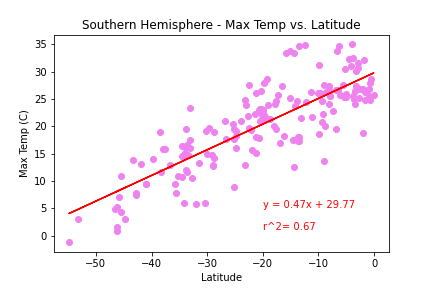 Southern Hemisphere - Max Temp vs. Latitude
35
30
25
20
15
10
5
0
Max Temp (C)
y = 0.47x + 29.77
r^2= 0.67
−50
−40
−30
−20
−10
0
Latitude